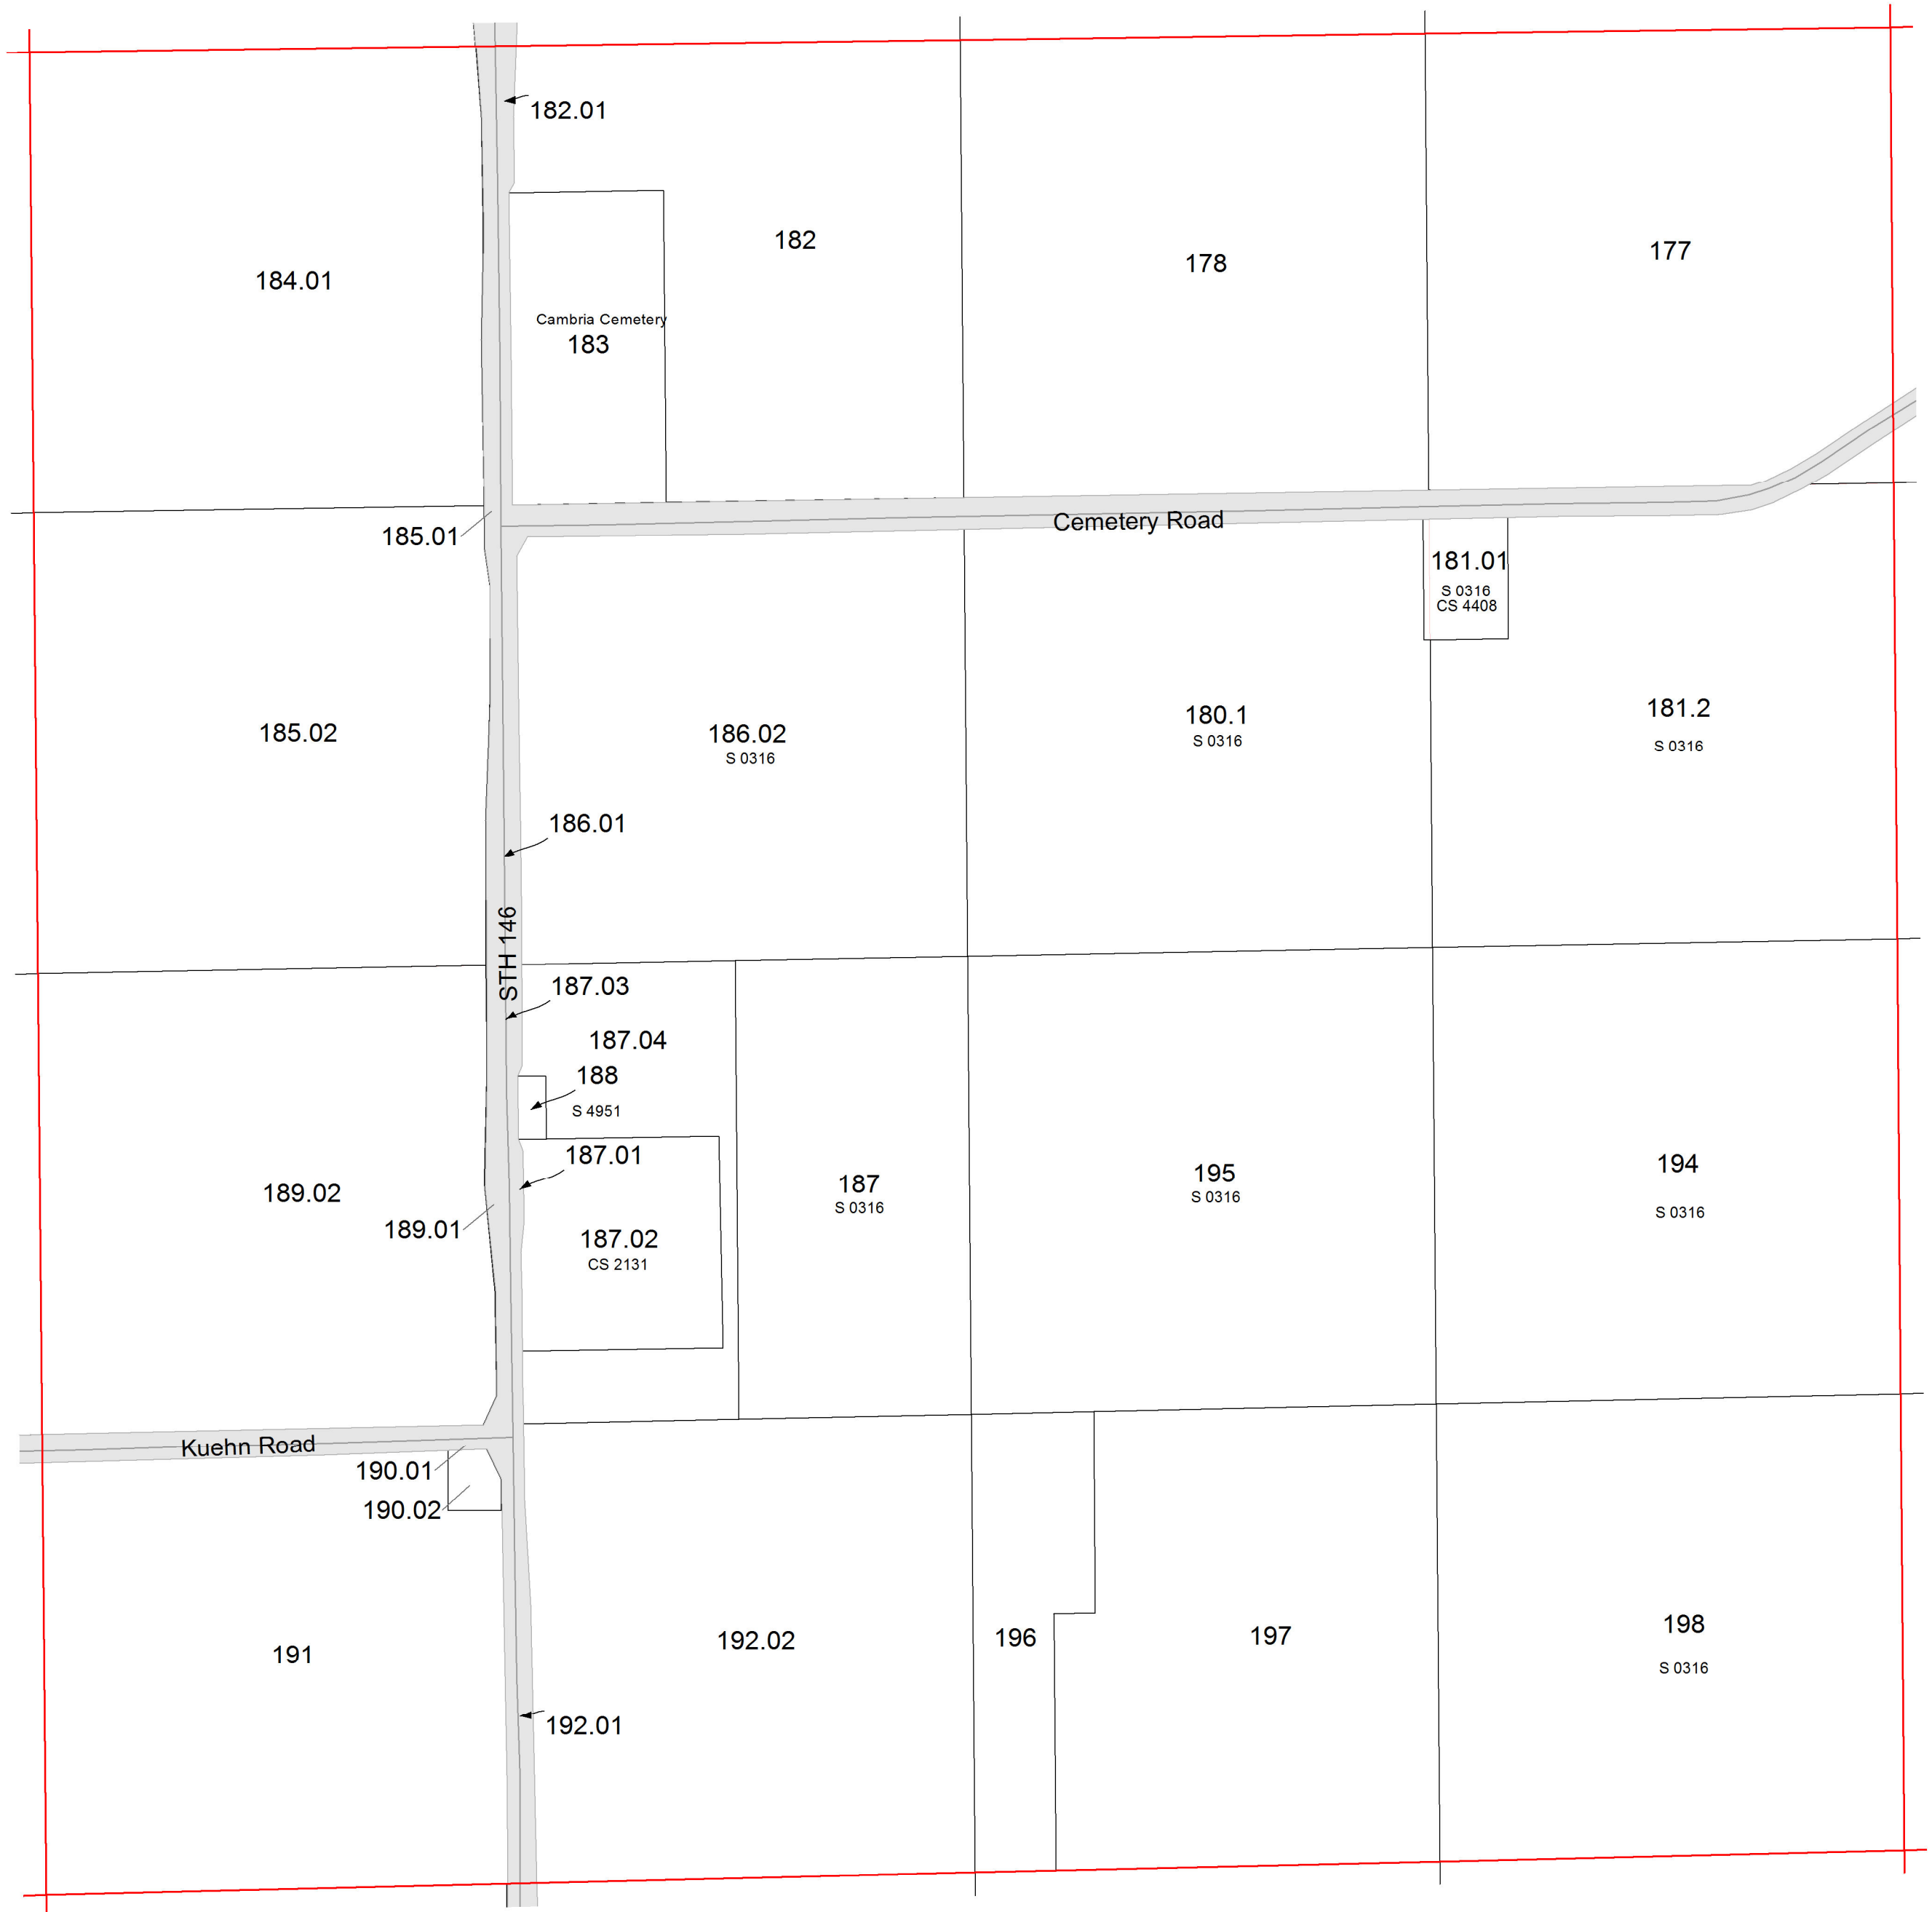 182.01
182
178
177
184.01
Cambria Cemetery
183
Cemetery Road
185.01
181.01
S 0316
CS 4408
185.02
186.02
S 0316
180.1
S 0316
181.2
S 0316
186.01
STH 146
187.03
187.04
188
S 4951
187.01
189.02
187
S 0316
195
S 0316
194
S 0316
189.01
187.02
CS 2131
Kuehn Road
190.01
190.02
191
192.02
196
197
198
S 0316
192.01